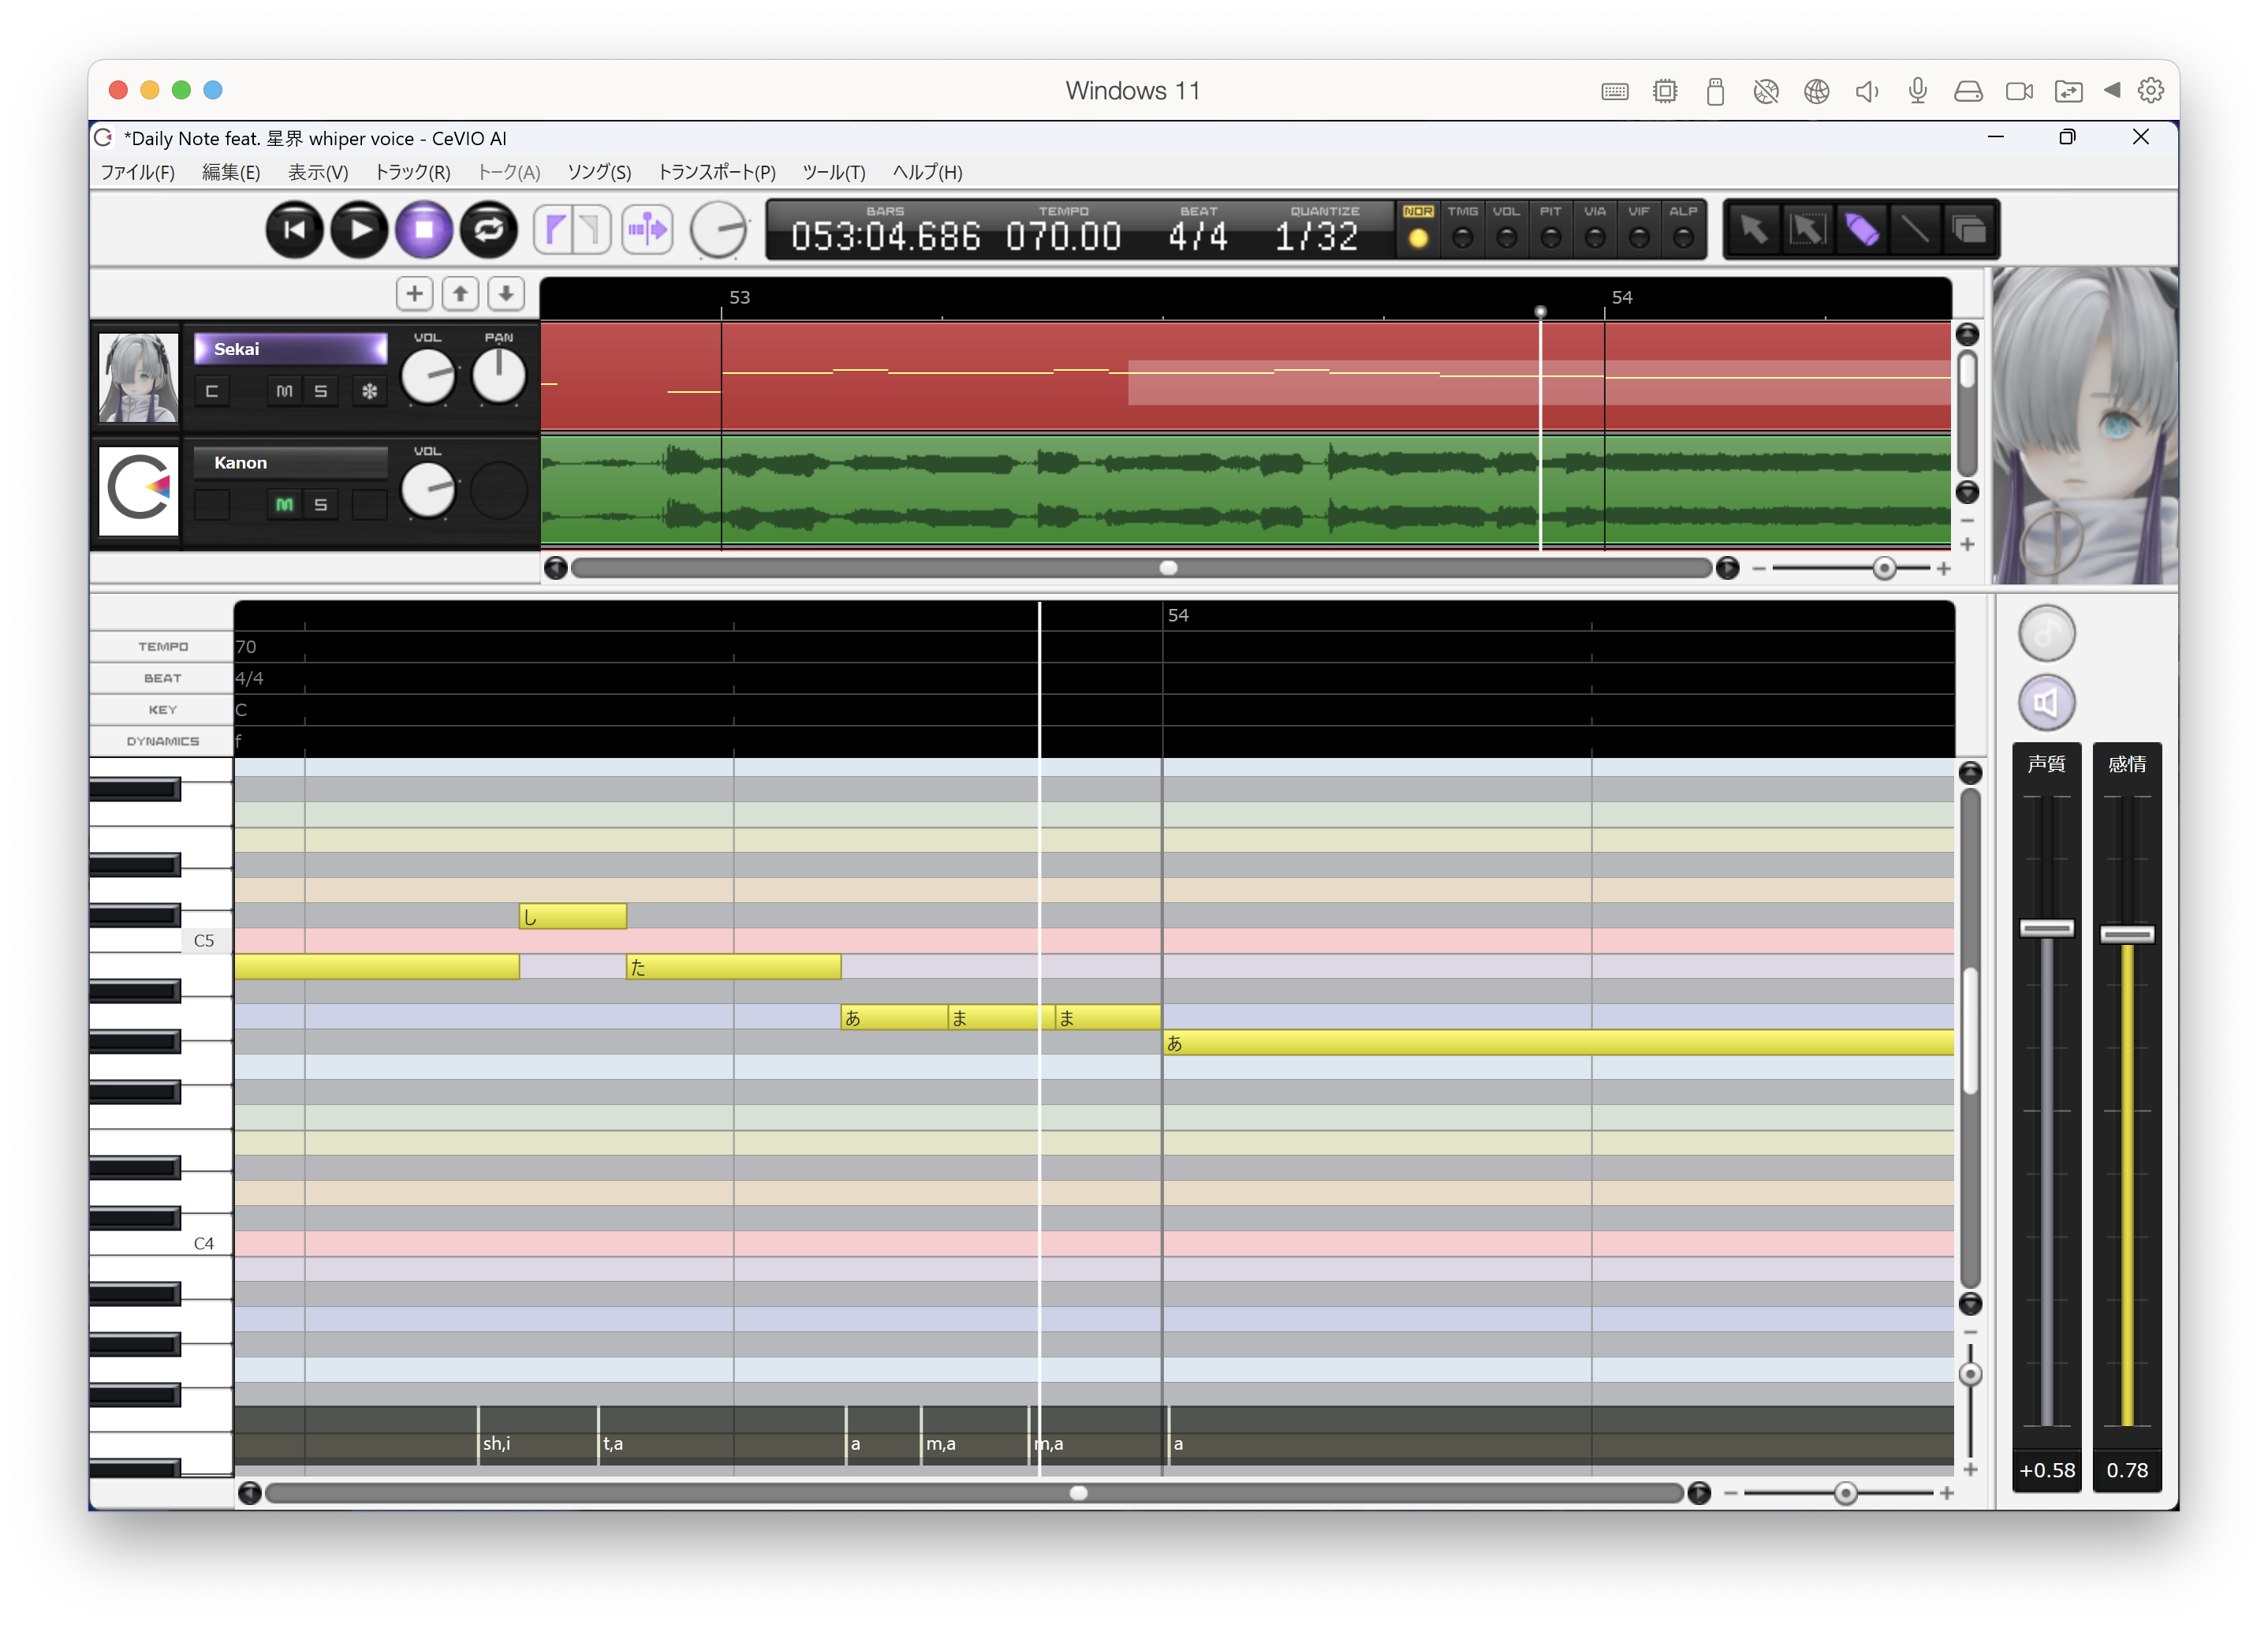 Windows 11
*Daily Note feat. 星界 whiper voice - CeVIO AI
ファイル(F) 編集(E) 表示(V) トラック(R) トーク(A) ソング(S) トランスポート(P) ツール(T) ヘルプ(H)
BARS TEMPO BEAT QUANTIZE NOR TMG VOL PIT VIA VIF ALP
053:04.686 070.00 4/4 1/32
53 54
Sekai VOL PAN
C M S
Kanon VOL
M S
54
TEMPO 70
BEAT 4/4
KEY C
DYNAMICS f
声質 感情
し
C5
た
あ ま ま
あ
C4
sh,i t,a a m,a m,a a
+0.58 0.78